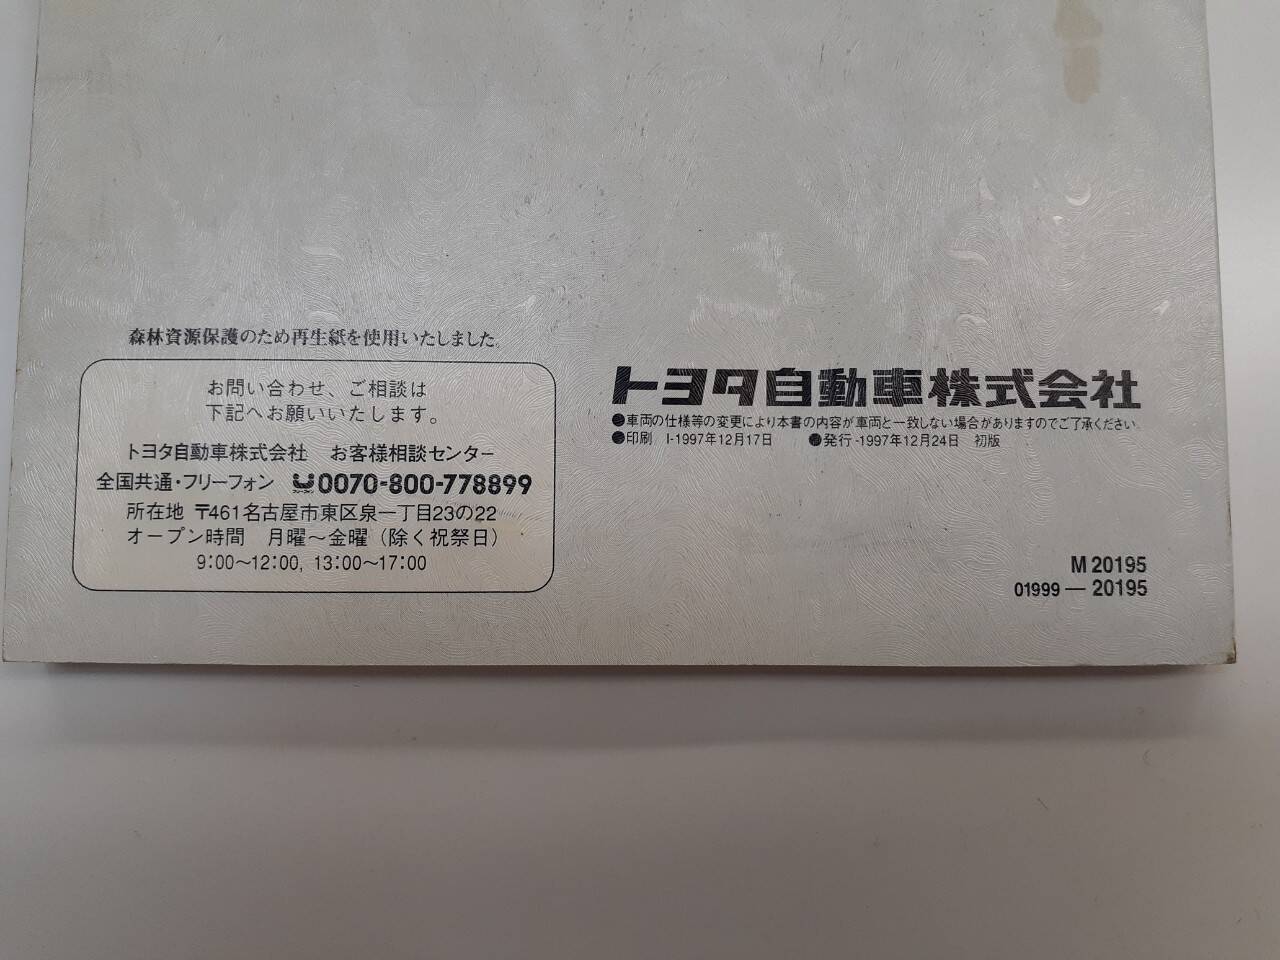 森林資源保護のため再生紙を使用いたしました。
お問い合わせ、ご相談は
下記へお願いいたします。
トヨタ自動車株式会社 お客様相談センター
全国共通・フリーフォン 0070-800-778899
所在地 〒461名古屋市東区泉一丁目23の22
オープン時間 月曜～金曜（除く祝祭日）
9:00～12:00, 13:00～17:00
トヨタ自動車株式会社
●車両の仕様等の変更により本書の内容が車両と一致しない場合がありますのでご了承ください。
●印刷 I-1997年12月17日 ●発行-1997年12月24日 初版
M 20195
01999 — 20195